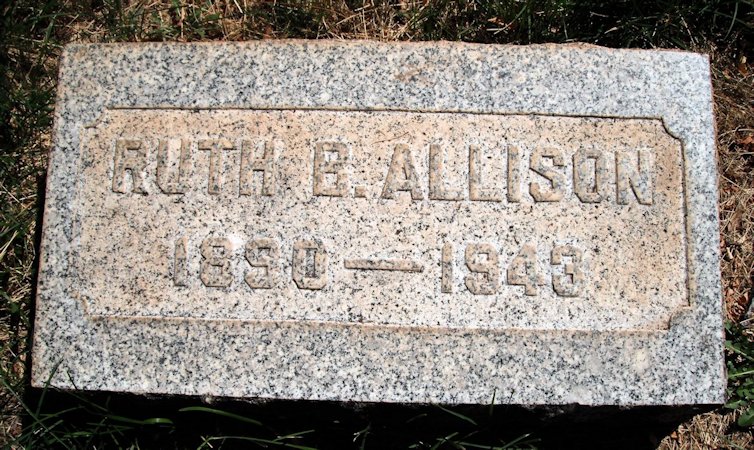 RUTH B. ALLISON
1890 — 1943